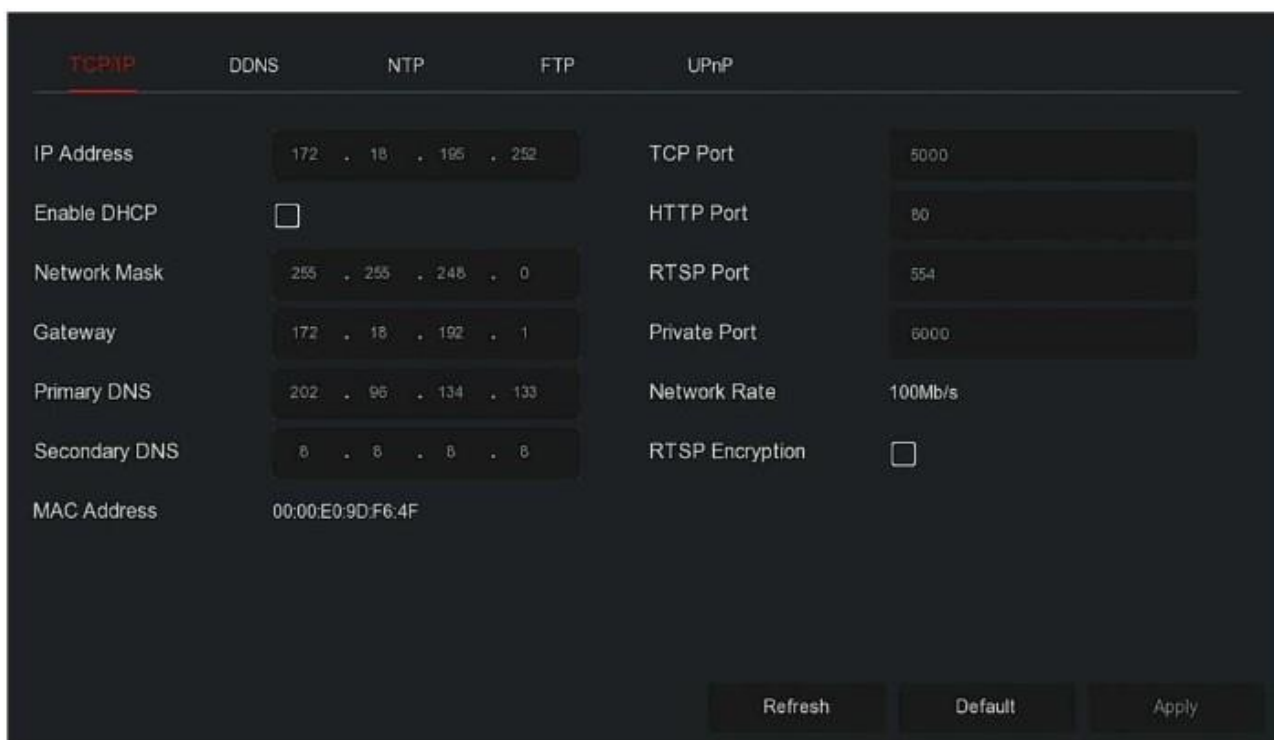 TCP/IP DDNS NTP FTP UPnP
IP Address 172 . 18 . 195 . 252 TCP Port 5000
Enable DHCP HTTP Port 80
Network Mask 255 . 255 . 248 . 0 RTSP Port 554
Gateway 172 . 18 . 192 . 1 Private Port 6000
Primary DNS 202 . 96 . 134 . 133 Network Rate 100Mb/s
Secondary DNS 8 . 8 . 8 . 8 RTSP Encryption
MAC Address 00:00:E0:9D:F6:4F
Refresh Default Apply